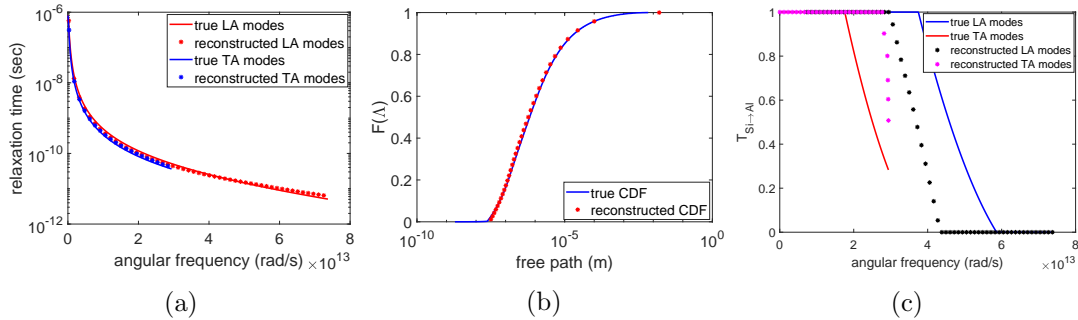 10^-6
10^-8
10^-10
10^-12
relaxation time (sec)
true LA modes
reconstructed LA modes
true TA modes
reconstructed TA modes
0 2 4 6 8
angular frequency (rad/s) ×10^13
(a)
1
0.8
0.6
0.4
0.2
0
F(Λ)
true CDF
reconstructed CDF
10^-10 10^-5 10^0
free path (m)
(b)
1
0.8
0.6
0.4
0.2
0
T_Si→Al
true LA modes
true TA modes
reconstructed LA modes
reconstructed TA modes
0 2 4 6 8
angular frequency (rad/s) ×10^13
(c)